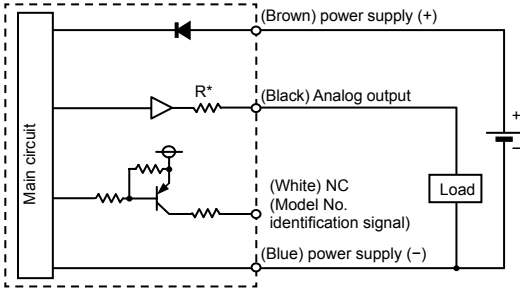 (Brown) power supply (+)
R*
(Black) Analog output
+
−
Main circuit
(White) NC
(Model No.
identification signal)
Load
(Blue) power supply (−)